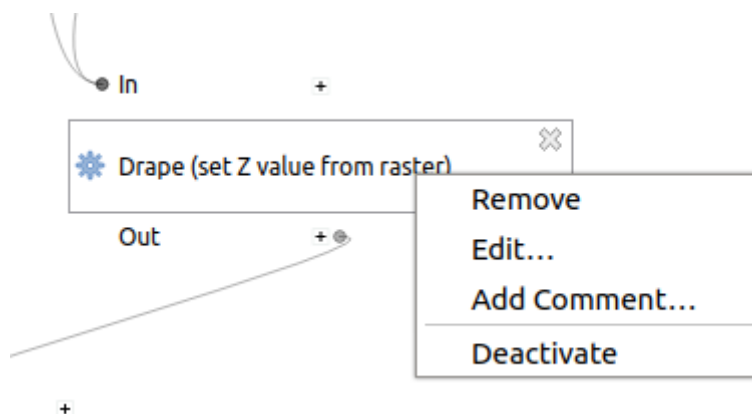 In
+
Drape (set Z value from raster)
Remove
Out
+
Edit...
Add Comment...
Deactivate
+